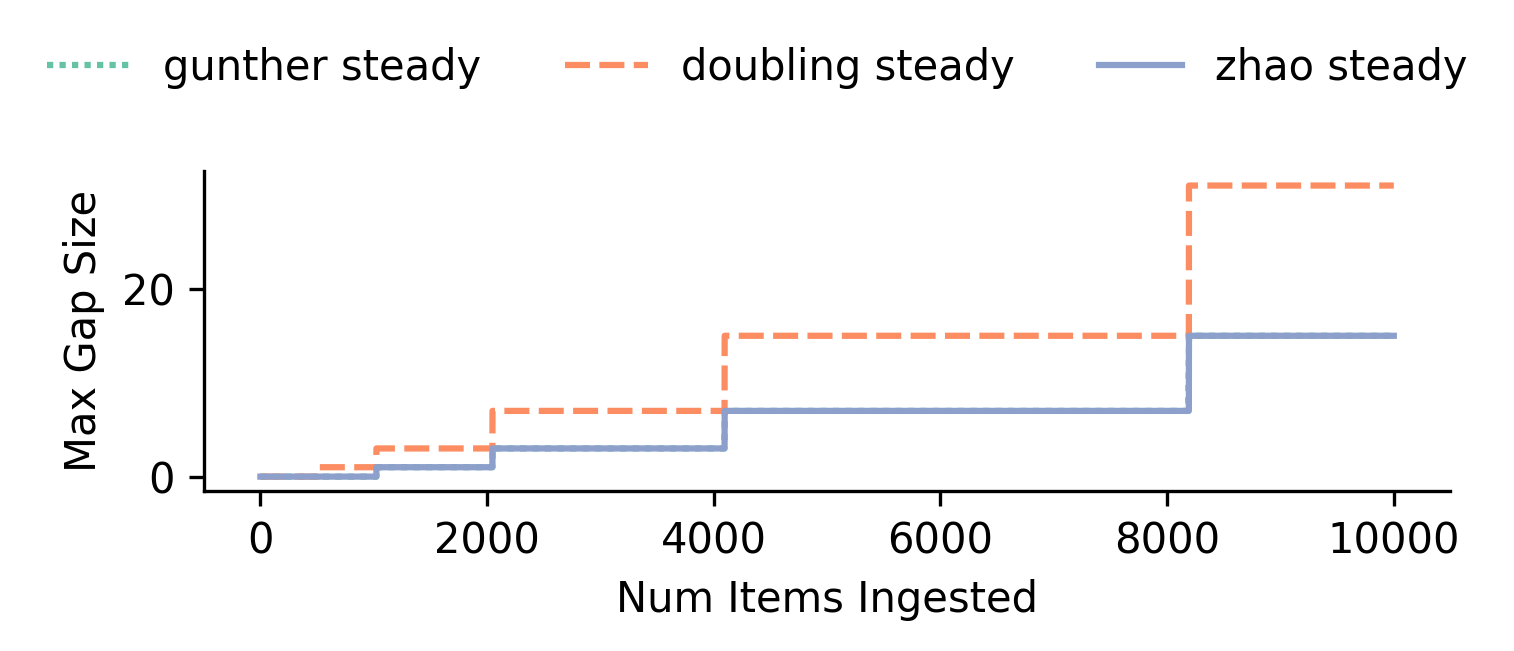 gunther steady doubling steady zhao steady
Max Gap Size
20
0
0 2000 4000 6000 8000 10000
Num Items Ingested